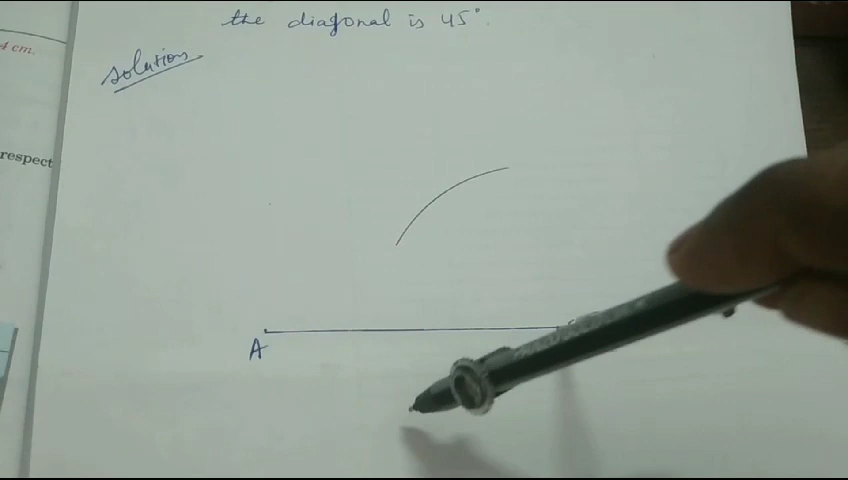 the diagonal is 45°.
4 cm.
solution
respect
A